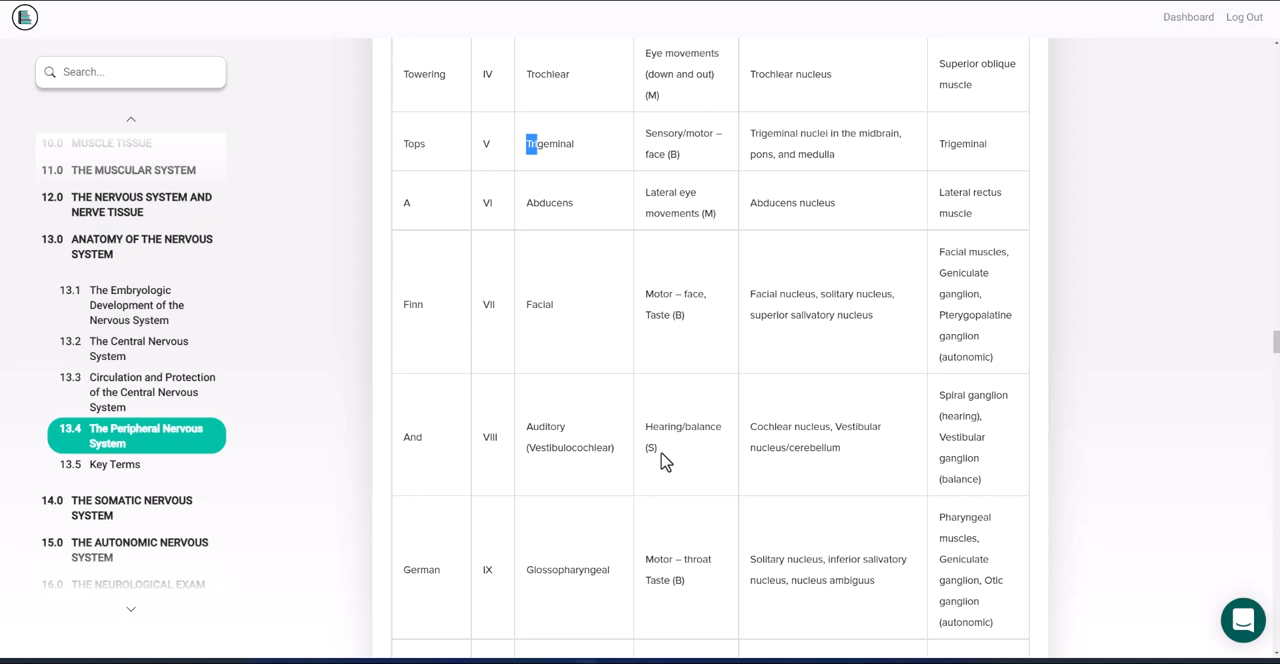 Dashboard Log Out
Search...
10.0 MUSCLE TISSUE
11.0 THE MUSCULAR SYSTEM
12.0 THE NERVOUS SYSTEM AND
NERVE TISSUE
13.0 ANATOMY OF THE NERVOUS
SYSTEM
13.1 The Embryologic
Development of the
Nervous System
13.2 The Central Nervous
System
13.3 Circulation and Protection
of the Central Nervous
System
13.4 The Peripheral Nervous
System
13.5 Key Terms
14.0 THE SOMATIC NERVOUS
SYSTEM
15.0 THE AUTONOMIC NERVOUS
SYSTEM
16.0 THE NEUROLOGICAL EXAM
Towering
IV
Trochlear
Eye movements
(down and out)
(M)
Trochlear nucleus
Superior oblique
muscle
Tops
V
Trigeminal
Sensory/motor –
face (B)
Trigeminal nuclei in the midbrain,
pons, and medulla
Trigeminal
A
VI
Abducens
Lateral eye
movements (M)
Abducens nucleus
Lateral rectus
muscle
Finn
VII
Facial
Motor – face,
Taste (B)
Facial nucleus, solitary nucleus,
superior salivatory nucleus
Facial muscles,
Geniculate
ganglion,
Pterygopalatine
ganglion
(autonomic)
And
VIII
Auditory
(Vestibulocochlear)
Hearing/balance
(S)
Cochlear nucleus, Vestibular
nucleus/cerebellum
Spiral ganglion
(hearing),
Vestibular
ganglion
(balance)
German
IX
Glossopharyngeal
Motor – throat
Taste (B)
Solitary nucleus, inferior salivatory
nucleus, nucleus ambiguus
Pharyngeal
muscles,
Geniculate
ganglion, Otic
ganglion
(autonomic)